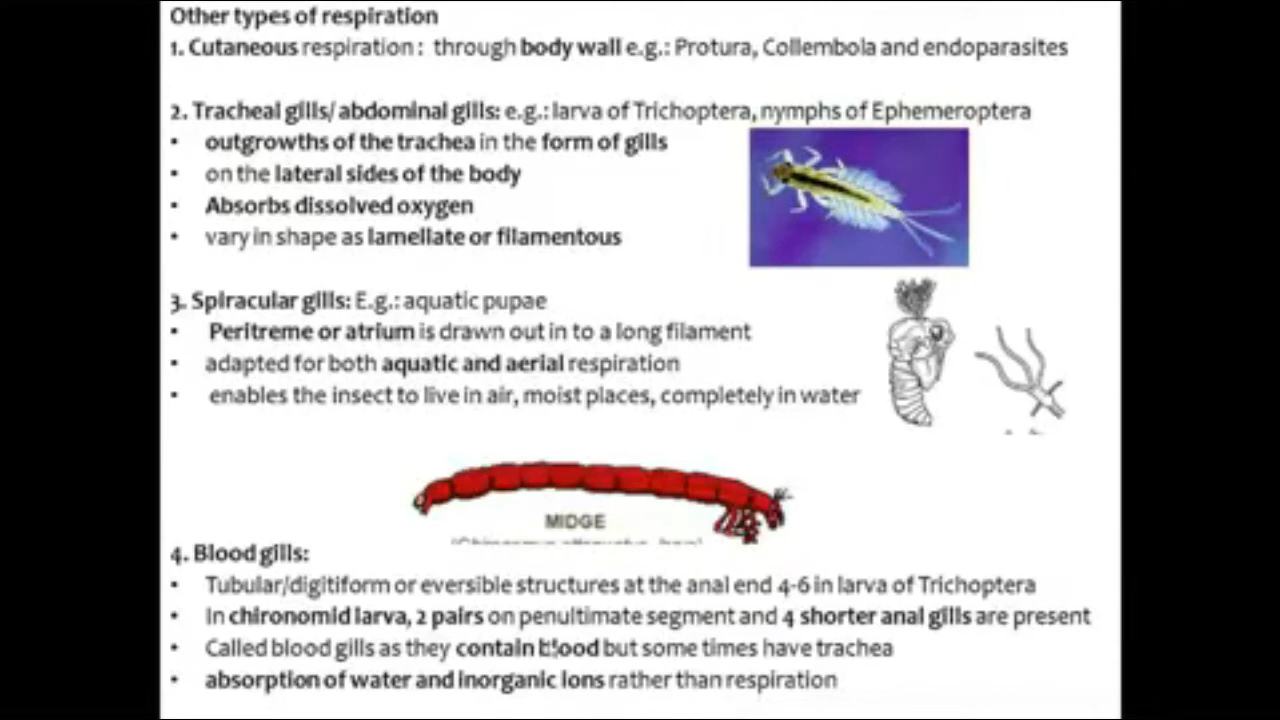 Other types of respiration
1. Cutaneous respiration : through body wall e.g.: Protura, Collembola and endoparasites
2. Tracheal gills/ abdominal gills: e.g.: larva of Trichoptera, nymphs of Ephemeroptera
• outgrowths of the trachea in the form of gills
• on the lateral sides of the body
• Absorbs dissolved oxygen
• vary in shape as lamellate or filamentous
3. Spiracular gills: E.g.: aquatic pupae
• Peritreme or atrium is drawn out in to a long filament
• adapted for both aquatic and aerial respiration
• enables the insect to live in air, moist places, completely in water
MIDGE
4. Blood gills:
• Tubular/digitiform or eversible structures at the anal end 4-6 in larva of Trichoptera
• In chironomid larva, 2 pairs on penultimate segment and 4 shorter anal gills are present
• Called blood gills as they contain blood but some times have trachea
• absorption of water and inorganic ions rather than respiration